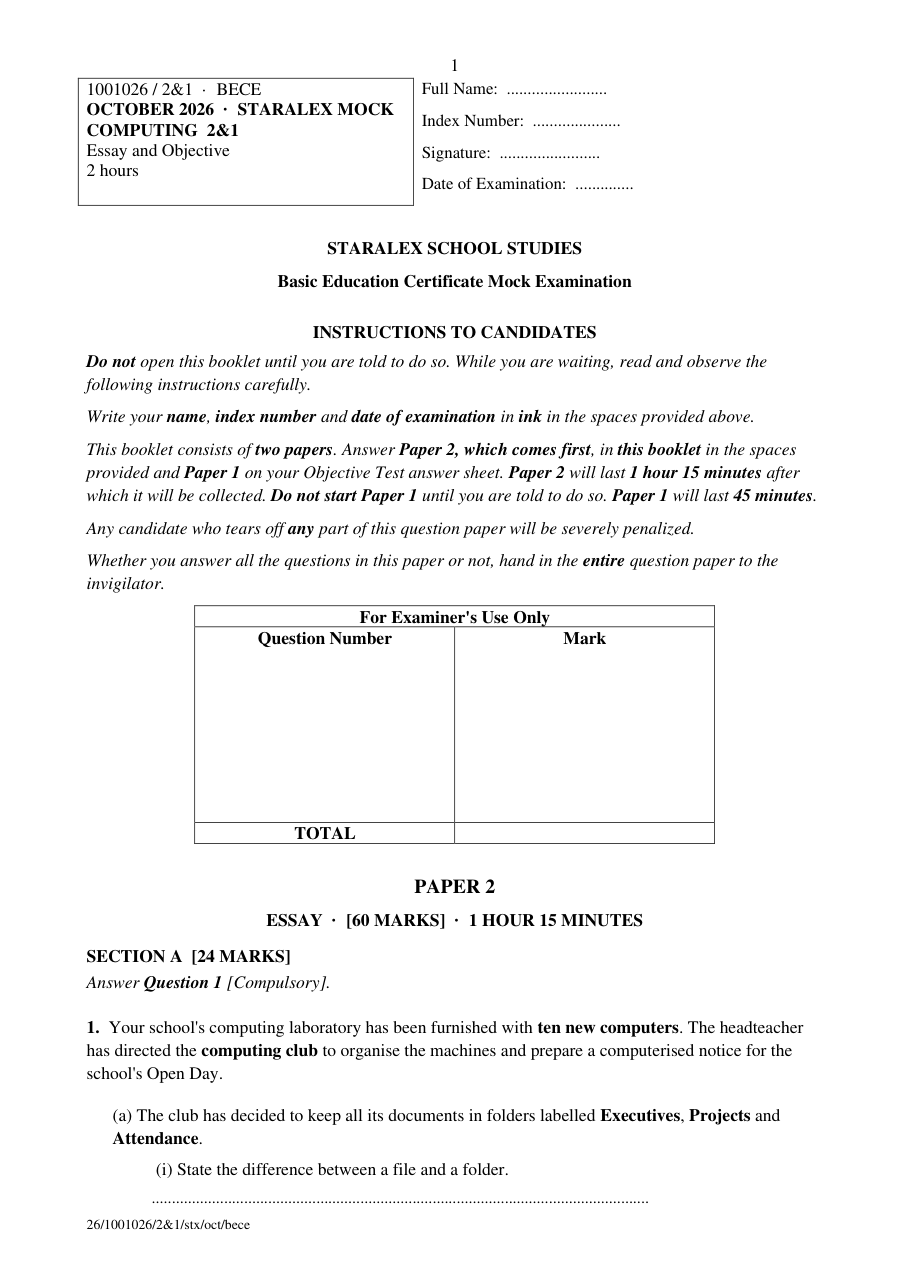 1
1001026 / 2&1 · BECE
OCTOBER 2026 · STARALEX MOCK
COMPUTING 2&1
Essay and Objective
2 hours
Full Name: ........................
Index Number: .....................
Signature: ........................
Date of Examination: ..............
STARALEX SCHOOL STUDIES
Basic Education Certificate Mock Examination
INSTRUCTIONS TO CANDIDATES
Do not open this booklet until you are told to do so. While you are waiting, read and observe the
following instructions carefully.
Write your name, index number and date of examination in ink in the spaces provided above.
This booklet consists of two papers. Answer Paper 2, which comes first, in this booklet in the spaces
provided and Paper 1 on your Objective Test answer sheet. Paper 2 will last 1 hour 15 minutes after
which it will be collected. Do not start Paper 1 until you are told to do so. Paper 1 will last 45 minutes.
Any candidate who tears off any part of this question paper will be severely penalized.
Whether you answer all the questions in this paper or not, hand in the entire question paper to the
invigilator.
For Examiner's Use Only
Question Number Mark
TOTAL
PAPER 2
ESSAY · [60 MARKS] · 1 HOUR 15 MINUTES
SECTION A [24 MARKS]
Answer Question 1 [Compulsory].
1. Your school's computing laboratory has been furnished with ten new computers. The headteacher
has directed the computing club to organise the machines and prepare a computerised notice for the
school's Open Day.
(a) The club has decided to keep all its documents in folders labelled Executives, Projects and
Attendance.
(i) State the difference between a file and a folder.
............................................................................................................................
26/1001026/2&1/stx/oct/bece